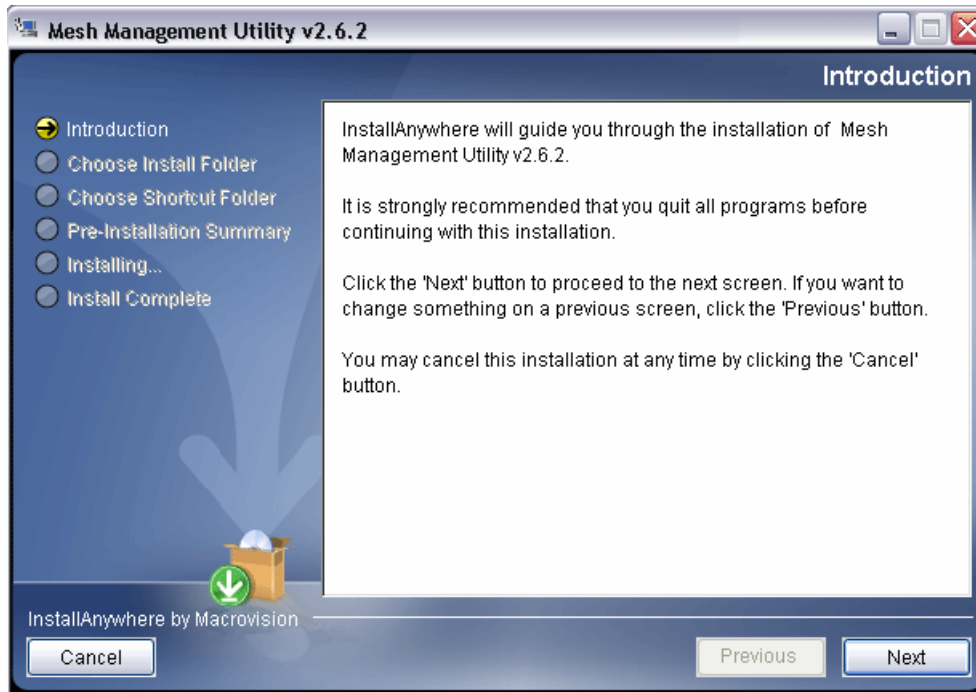 Mesh Management Utility v2.6.2
Introduction
Introduction
Choose Install Folder
Choose Shortcut Folder
Pre-Installation Summary
Installing...
Install Complete
InstallAnywhere will guide you through the installation of Mesh
Management Utility v2.6.2.
It is strongly recommended that you quit all programs before
continuing with this installation.
Click the 'Next' button to proceed to the next screen. If you want to
change something on a previous screen, click the 'Previous' button.
You may cancel this installation at any time by clicking the 'Cancel'
button.
InstallAnywhere by Macrovision
Cancel
Previous
Next